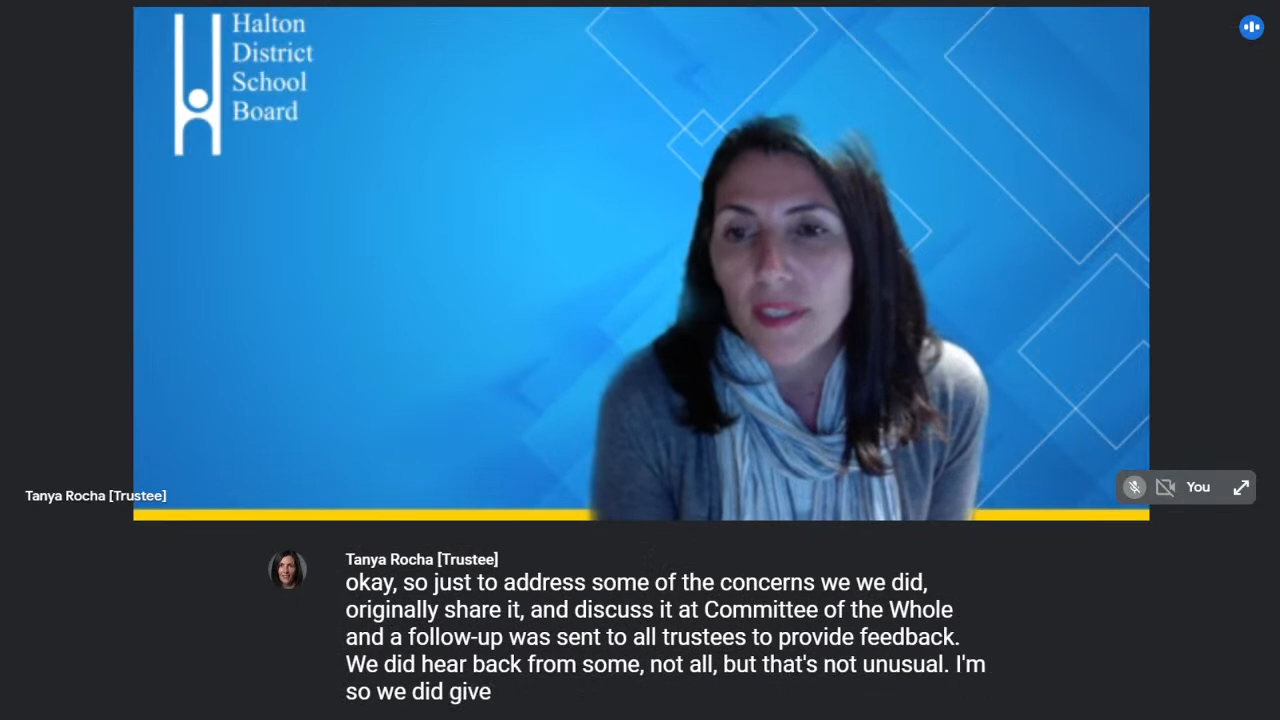 Halton
District
School
Board
Tanya Rocha [Trustee]
You
Tanya Rocha [Trustee]
okay, so just to address some of the concerns we we did,
originally share it, and discuss it at Committee of the Whole
and a follow-up was sent to all trustees to provide feedback.
We did hear back from some, not all, but that's not unusual. I'm
so we did give